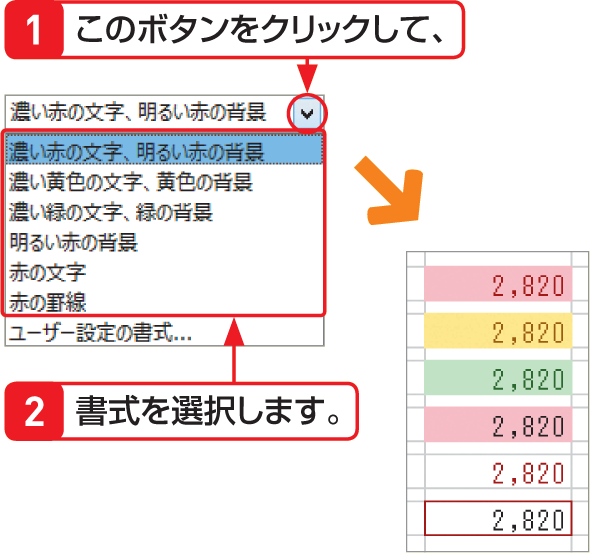 1 このボタンをクリックして、
濃い赤の文字、明るい赤の背景
濃い赤の文字、明るい赤の背景
濃い黄色の文字、黄色の背景
濃い緑の文字、緑の背景
明るい赤の背景
赤の文字
赤の罫線
ユーザー設定の書式...
2 書式を選択します。
2,820
2,820
2,820
2,820
2,820
2,820